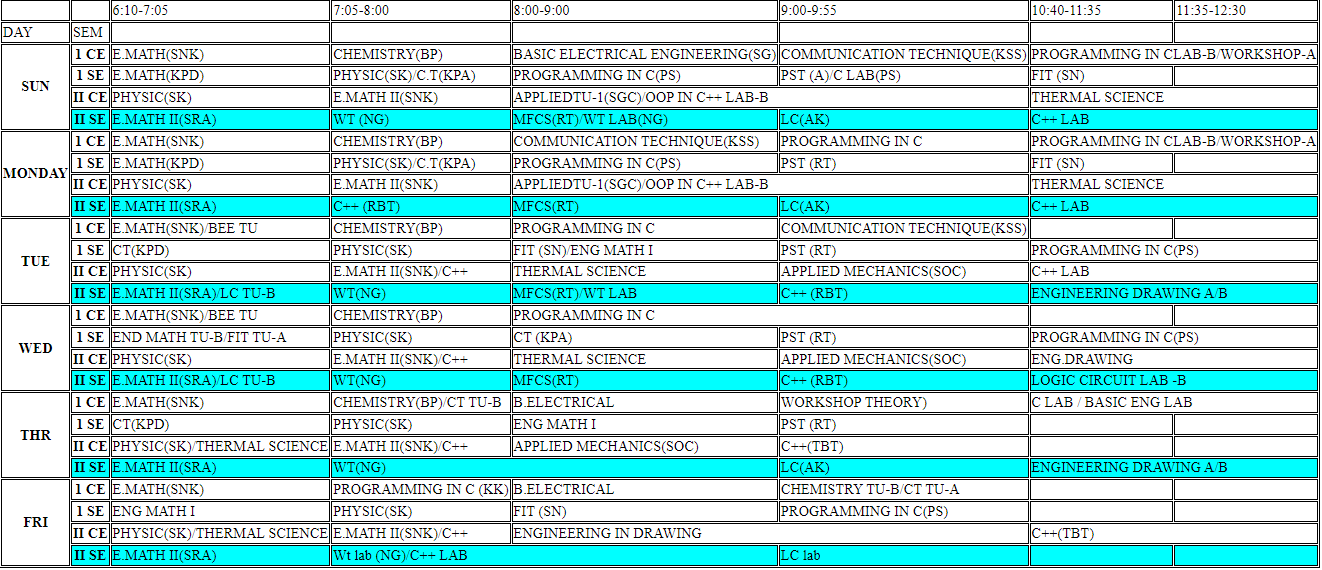 6:10-7:05 7:05-8:00 8:00-9:00 9:00-9:55 10:40-11:35 11:35-12:30
DAY SEM
SUN
1 CE E.MATH(SNK) CHEMISTRY(BP) BASIC ELECTRICAL ENGINEERING(SG) COMMUNICATION TECHNIQUE(KSS) PROGRAMMING IN CLAB-B/WORKSHOP-A
1 SE E.MATH(KPD) PHYSIC(SK)/C.T(KPA) PROGRAMMING IN C(PS) PST (A)/C LAB(PS) FIT (SN)
II CE PHYSIC(SK) E.MATH II(SNK) APPLIEDTU-1(SGC)/OOP IN C++ LAB-B THERMAL SCIENCE
II SE E.MATH II(SRA) WT (NG) MFCS(RT)/WT LAB(NG) LC(AK) C++ LAB
MONDAY
1 CE E.MATH(SNK) CHEMISTRY(BP) COMMUNICATION TECHNIQUE(KSS) PROGRAMMING IN C PROGRAMMING IN CLAB-B/WORKSHOP-A
1 SE E.MATH(KPD) PHYSIC(SK)/C.T(KPA) PROGRAMMING IN C(PS) PST (RT) FIT (SN)
II CE PHYSIC(SK) E.MATH II(SNK) APPLIEDTU-1(SGC)/OOP IN C++ LAB-B THERMAL SCIENCE
II SE E.MATH II(SRA) C++ (RBT) MFCS(RT) LC(AK) C++ LAB
TUE
1 CE E.MATH(SNK)/BEE TU CHEMISTRY(BP) PROGRAMMING IN C COMMUNICATION TECHNIQUE(KSS)
1 SE CT(KPD) PHYSIC(SK) FIT (SN)/ENG MATH I PST (RT) PROGRAMMING IN C(PS)
II CE PHYSIC(SK) E.MATH II(SNK)/C++ THERMAL SCIENCE APPLIED MECHANICS(SOC) C++ LAB
II SE E.MATH II(SRA)/LC TU-B WT(NG) MFCS(RT)/WT LAB C++ (RBT) ENGINEERING DRAWING A/B
WED
1 CE E.MATH(SNK)/BEE TU CHEMISTRY(BP) PROGRAMMING IN C
1 SE END MATH TU-B/FIT TU-A PHYSIC(SK) CT (KPA) PST (RT) PROGRAMMING IN C(PS)
II CE PHYSIC(SK) E.MATH II(SNK)/C++ THERMAL SCIENCE APPLIED MECHANICS(SOC) ENG.DRAWING
II SE E.MATH II(SRA)/LC TU-B WT(NG) MFCS(RT) C++ (RBT) LOGIC CIRCUIT LAB -B
THR
1 CE E.MATH(SNK) CHEMISTRY(BP)/CT TU-B B.ELECTRICAL WORKSHOP THEORY) C LAB / BASIC ENG LAB
1 SE CT(KPD) PHYSIC(SK) ENG MATH I PST (RT)
II CE PHYSIC(SK)/THERMAL SCIENCE E.MATH II(SNK)/C++ APPLIED MECHANICS(SOC) C++(TBT)
II SE E.MATH II(SRA) WT(NG) LC(AK) ENGINEERING DRAWING A/B
FRI
1 CE E.MATH(SNK) PROGRAMMING IN C (KK) B.ELECTRICAL CHEMISTRY TU-B/CT TU-A
1 SE ENG MATH I PHYSIC(SK) FIT (SN) PROGRAMMING IN C(PS)
II CE PHYSIC(SK)/THERMAL SCIENCE E.MATH II(SNK)/C++ ENGINEERING IN DRAWING C++(TBT)
II SE E.MATH II(SRA) Wt lab (NG)/C++ LAB LC lab